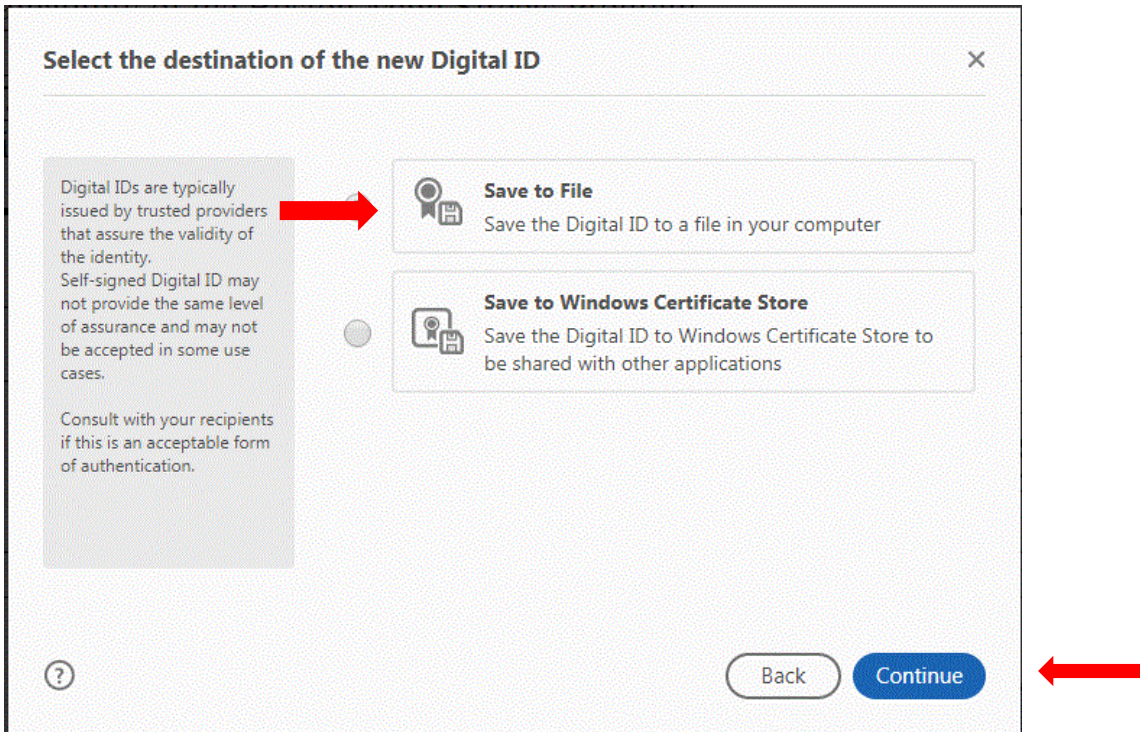 Select the destination of the new Digital ID
Digital IDs are typically
issued by trusted providers
that assure the validity of
the identity.
Self-signed Digital ID may
not provide the same level
of assurance and may not
be accepted in some use
cases.
Consult with your recipients
if this is an acceptable form
of authentication.
Save to File
Save the Digital ID to a file in your computer
Save to Windows Certificate Store
Save the Digital ID to Windows Certificate Store to
be shared with other applications
?
Back
Continue